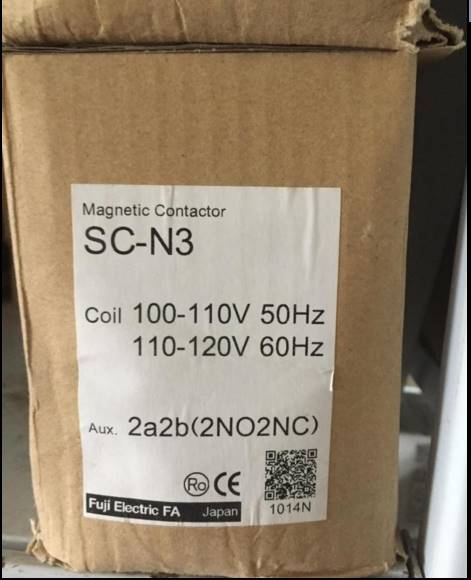 Magnetic Contactor
SC-N3
Coil 100-110V 50Hz
110-120V 60Hz
Aux. 2a2b(2NO2NC)
Ro CE
Fuji Electric FA Japan
1014N